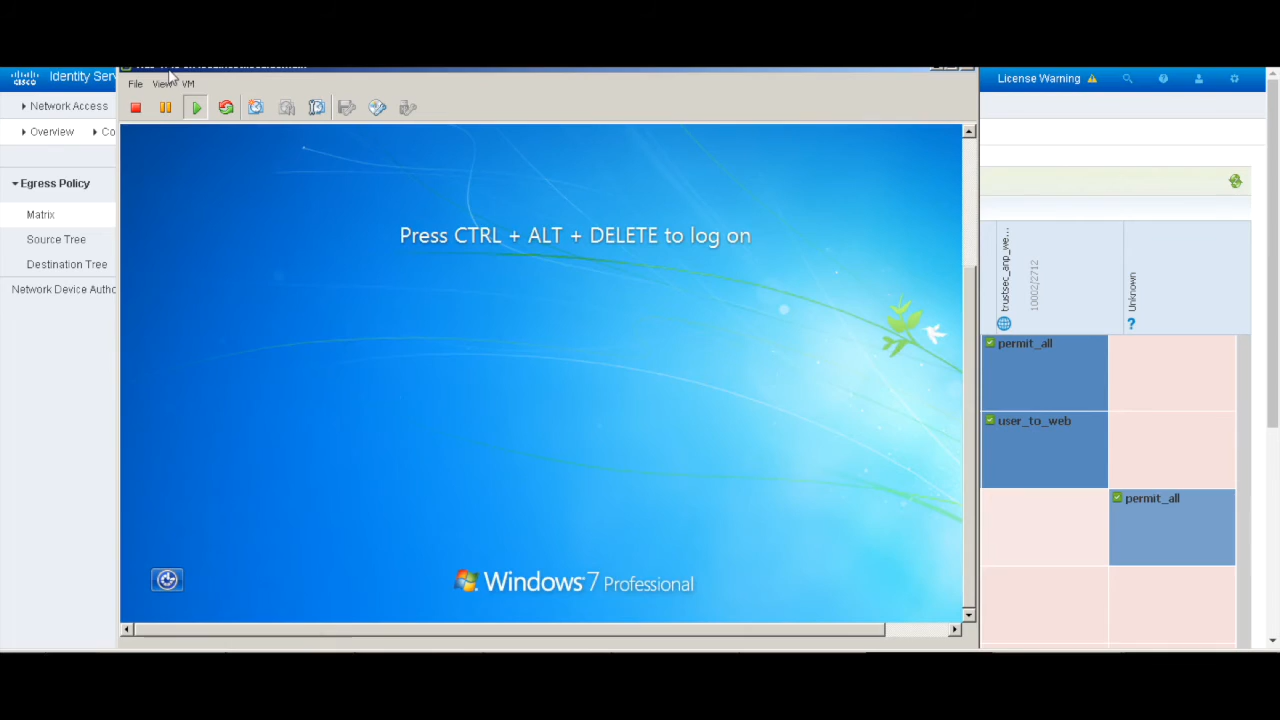 CISCO Identity Serv
License Warning
File View VM
Network Access
Overview Co
Egress Policy
Matrix
Source Tree
Destination Tree
Network Device Autho
Press CTRL + ALT + DELETE to log on
Windows 7 Professional
trustsec_anp_we...
10002/2712
Unknown
permit_all
user_to_web
permit_all